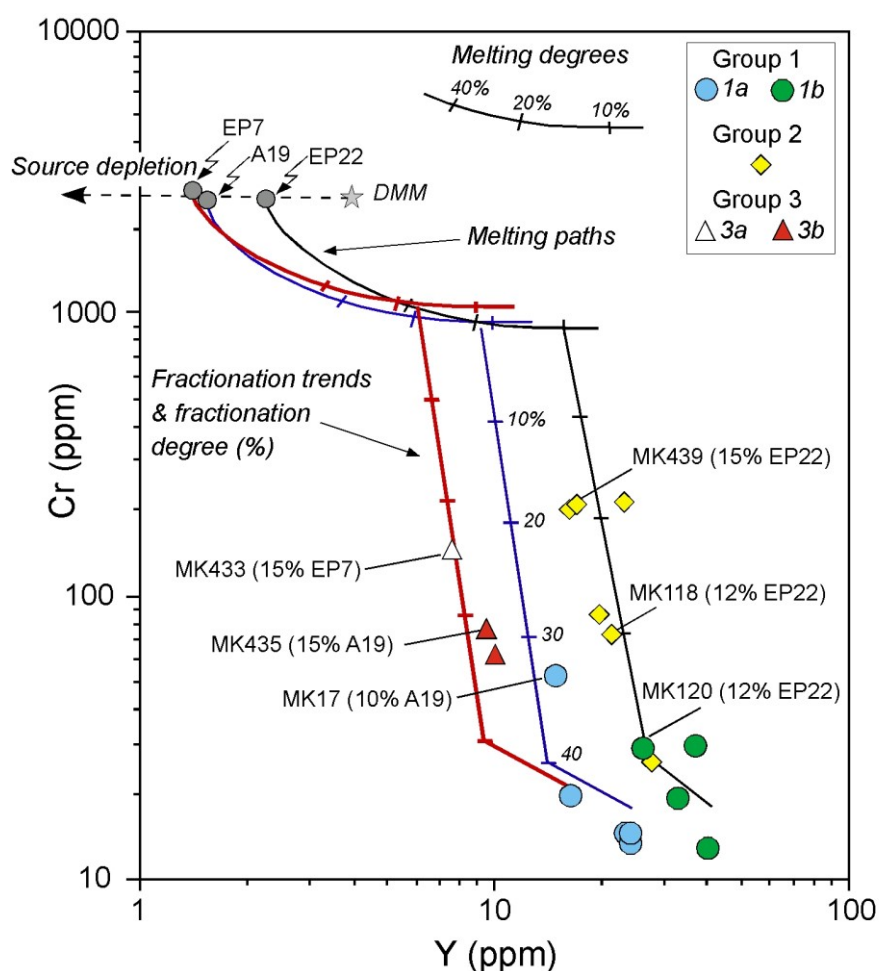 10000
Melting degrees
40%
20%
10%
Group 1
1a
1b
Group 2
Group 3
3a
3b
EP7
A19
EP22
Source depletion
DMM
Melting paths
1000
Fractionation trends
& fractionation
degree (%)
10%
MK439 (15% EP22)
20
Cr (ppm)
MK433 (15% EP7)
100
MK118 (12% EP22)
MK435 (15% A19)
30
MK17 (10% A19)
MK120 (12% EP22)
40
10
1
10
100
Y (ppm)